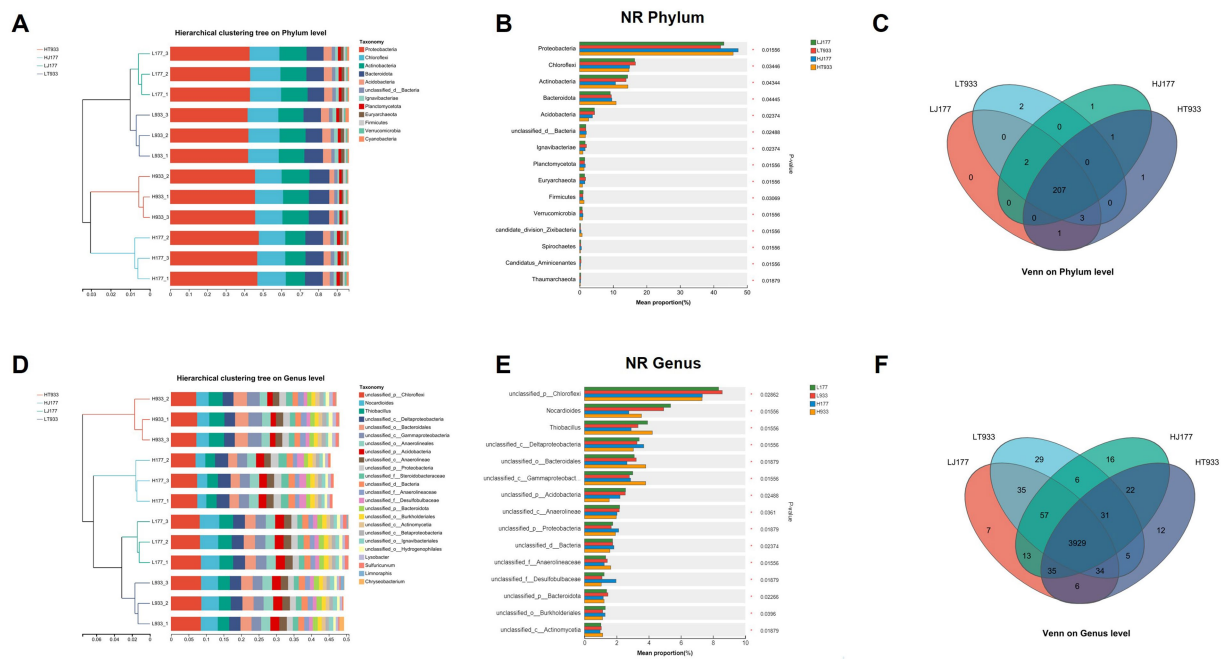 A
Hierarchical clustering tree on Phylum level
HT933
HJ177
LJ177
LT933
L177_3
L177_2
L177_1
L933_3
L933_2
L933_1
H933_2
H933_1
H933_3
H177_2
H177_3
H177_1
0.03 0.02 0.01 0
0 0.1 0.2 0.3 0.4 0.5 0.6 0.7 0.8 0.9
Taxonomy
Proteobacteria
Chloroflexi
Actinobacteria
Bacteroidota
Acidobacteria
unclassified_d__Bacteria
Ignavibacteriae
Planctomycetota
Euryarchaeota
Firmicutes
Verrucomicrobia
Cyanobacteria
B
NR Phylum
LJ177
LT933
HJ177
HT933
Proteobacteria * 0.01556
Chloroflexi * 0.03446
Actinobacteria * 0.04344
Bacteroidota * 0.04445
Acidobacteria * 0.02374
unclassified_d__Bacteria * 0.02488
Ignavibacteriae * 0.02374
Planctomycetota * 0.01556
Euryarchaeota * 0.01556
Firmicutes * 0.03069
Verrucomicrobia * 0.01556
candidate_division_Zixibacteria * 0.01556
Spirochaetes * 0.01556
Candidatus_Aminicenantes * 0.01556
Thaumarchaeota * 0.01879
P-value
0 10 20 30 40 50
Mean proportion(%)
C
LT933 HJ177
LJ177 HT933
2 1
0 0 1
0 2 0 1
207
0 0 3 0
1
Venn on Phylum level
D
Hierarchical clustering tree on Genus level
HT933
HJ177
LJ177
LT933
H933_2
H933_1
H933_3
H177_2
H177_3
H177_1
L177_3
L177_2
L177_1
L933_3
L933_2
L933_1
0.06 0.04 0.02 0
0 0.05 0.1 0.15 0.2 0.25 0.3 0.35 0.4 0.45 0.5
Taxonomy
unclassified_p__Chloroflexi
Nocardioides
Thiobacillus
unclassified_c__Deltaproteobacteria
unclassified_o__Bacteroidales
unclassified_c__Gammaproteobacteria
unclassified_o__Anaerolineales
unclassified_p__Acidobacteria
unclassified_c__Anaerolineae
unclassified_p__Proteobacteria
unclassified_f__Steroidobacteraceae
unclassified_d__Bacteria
unclassified_f__Anaerolineaceae
unclassified_f__Desulfobulbaceae
unclassified_p__Bacteroidota
unclassified_o__Burkholderiales
unclassified_c__Actinomycetia
unclassified_c__Betaproteobacteria
unclassified_o__Ignavibacteriales
unclassified_o__Hydrogenophilales
Lysobacter
Sulfuricurvum
Limnoraphis
Chryseobacterium
E
NR Genus
L177
L933
H177
H933
unclassified_p__Chloroflexi * 0.02862
Nocardioides * 0.01556
Thiobacillus * 0.01556
unclassified_c__Deltaproteobacteria * 0.01556
unclassified_o__Bacteroidales * 0.01879
unclassified_c__Gammaproteobact... * 0.01556
unclassified_p__Acidobacteria * 0.02488
unclassified_c__Anaerolineae * 0.0361
unclassified_p__Proteobacteria * 0.01879
unclassified_d__Bacteria * 0.02374
unclassified_f__Anaerolineaceae * 0.01556
unclassified_f__Desulfobulbaceae * 0.01879
unclassified_p__Bacteroidota * 0.02266
unclassified_o__Burkholderiales * 0.0396
unclassified_c__Actinomycetia * 0.01879
P-value
0 2 4 6 8 10
Mean proportion(%)
F
LT933 HJ177
LJ177 HT933
29 16
35 6 22
7 57 31 12
3929
13 35 34 5
6
Venn on Genus level